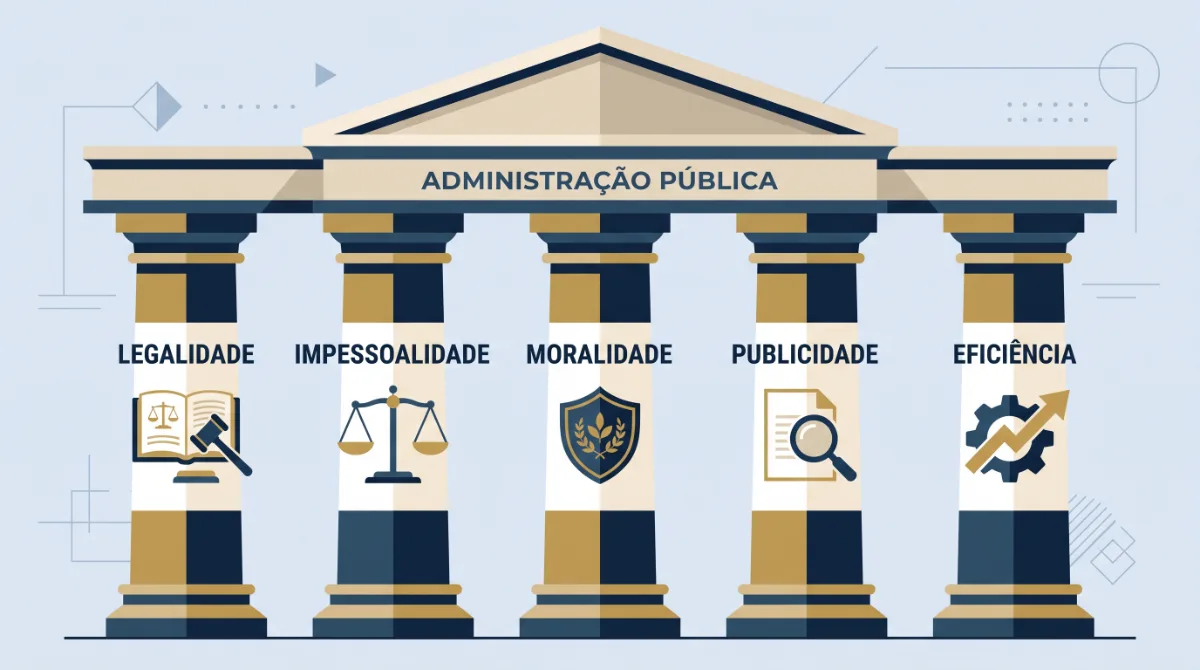 ADMINISTRAÇÃO PÚBLICA
LEGALIDADE
IMPESSOALIDADE
MORALIDADE
PUBLICIDADE
EFICIÊNCIA